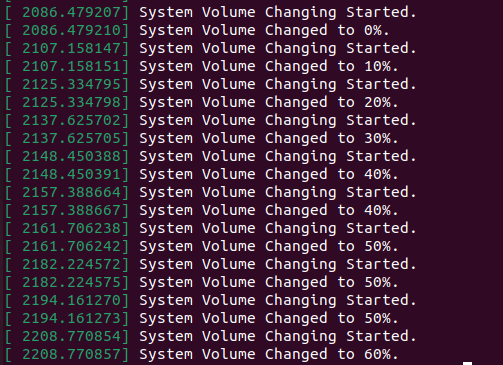 [ 2086.479207] System Volume Changing Started.
[ 2086.479210] System Volume Changed to 0%.
[ 2107.158147] System Volume Changing Started.
[ 2107.158151] System Volume Changed to 10%.
[ 2125.334795] System Volume Changing Started.
[ 2125.334798] System Volume Changed to 20%.
[ 2137.625702] System Volume Changing Started.
[ 2137.625705] System Volume Changed to 30%.
[ 2148.450388] System Volume Changing Started.
[ 2148.450391] System Volume Changed to 40%.
[ 2157.388664] System Volume Changing Started.
[ 2157.388667] System Volume Changed to 40%.
[ 2161.706238] System Volume Changing Started.
[ 2161.706242] System Volume Changed to 50%.
[ 2182.224572] System Volume Changing Started.
[ 2182.224575] System Volume Changed to 50%.
[ 2194.161270] System Volume Changing Started.
[ 2194.161273] System Volume Changed to 50%.
[ 2208.770854] System Volume Changing Started.
[ 2208.770857] System Volume Changed to 60%.